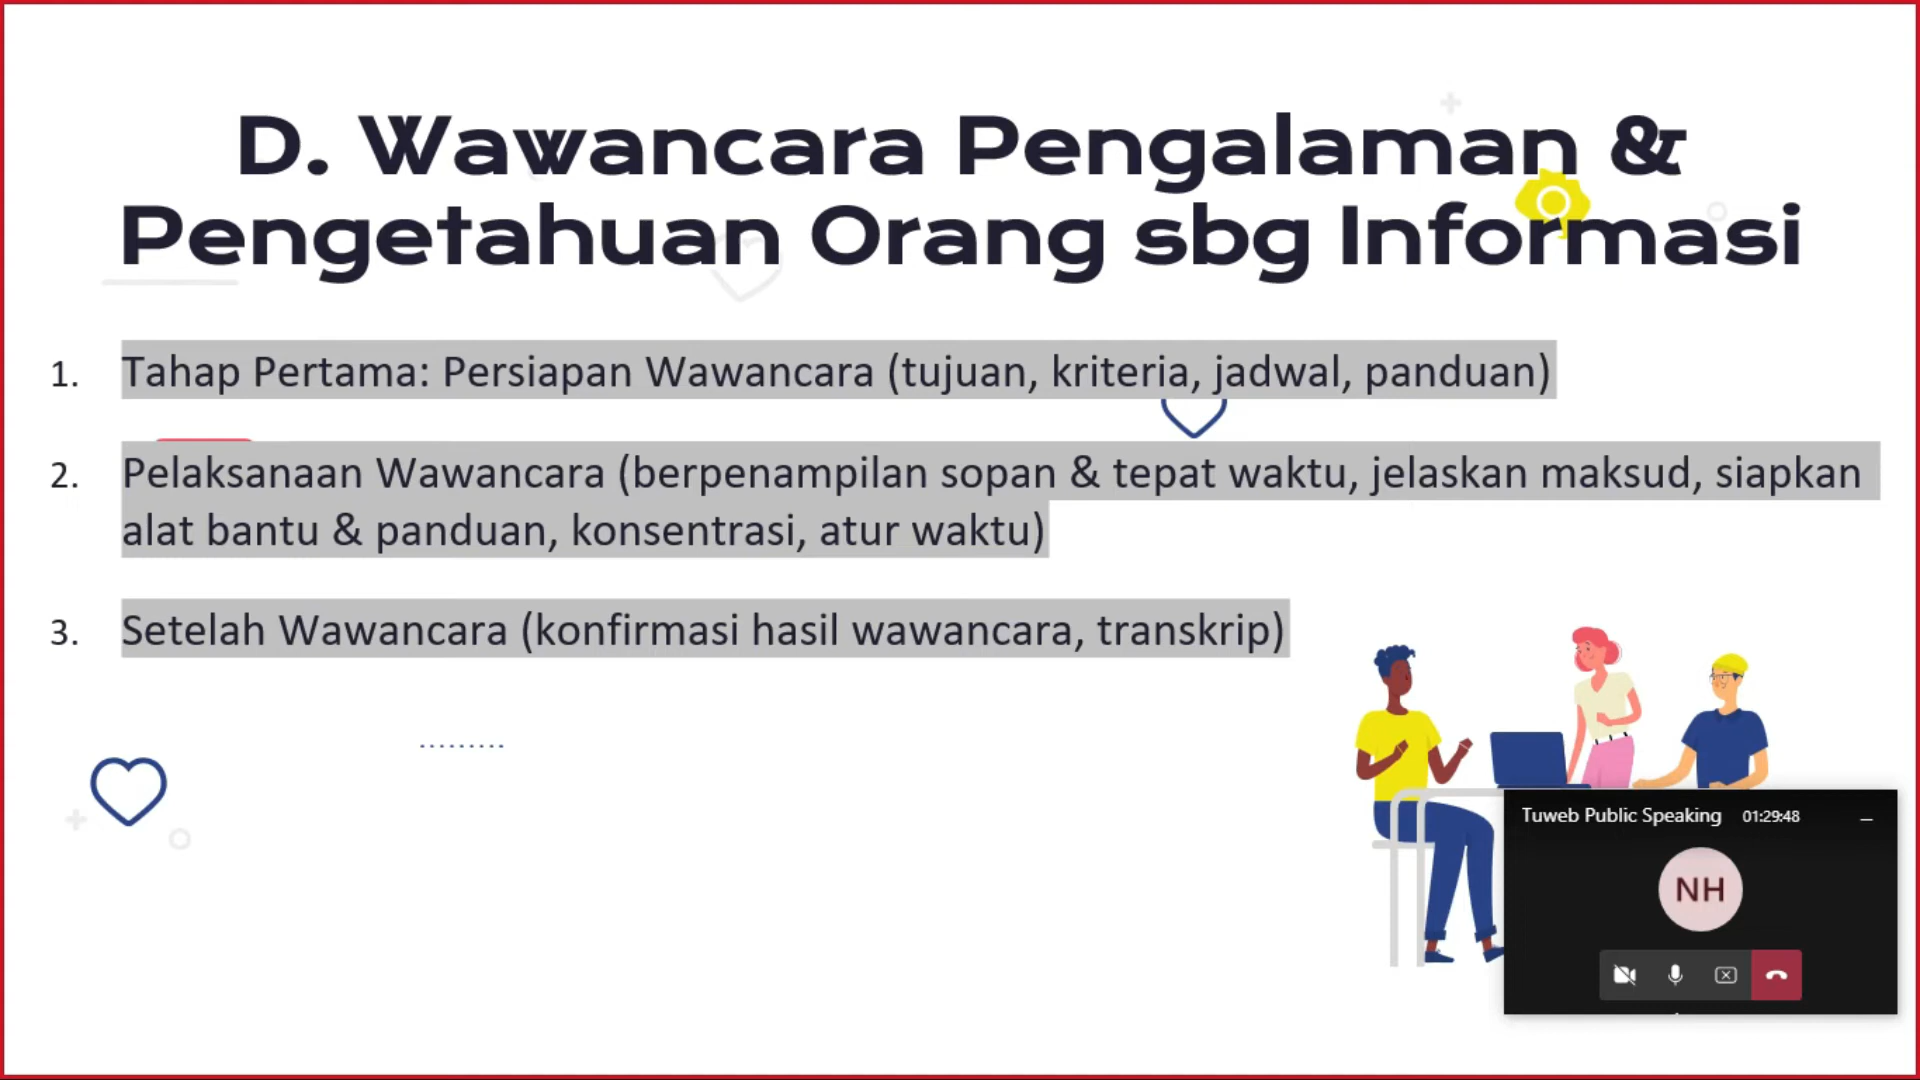 D. Wawancara Pengalaman &
Pengetahuan Orang sbg Informasi
1. Tahap Pertama: Persiapan Wawancara (tujuan, kriteria, jadwal, panduan)
2. Pelaksanaan Wawancara (berpenampilan sopan & tepat waktu, jelaskan maksud, siapkan
alat bantu & panduan, konsentrasi, atur waktu)
3. Setelah Wawancara (konfirmasi hasil wawancara, transkrip)
Tuweb Public Speaking 01:29:48
NH